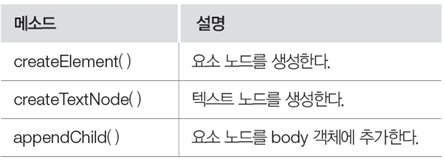 메소드 설명
createElement( ) 요소 노드를 생성한다.
createTextNode( ) 텍스트 노드를 생성한다.
appendChild( ) 요소 노드를 body 객체에 추가한다.